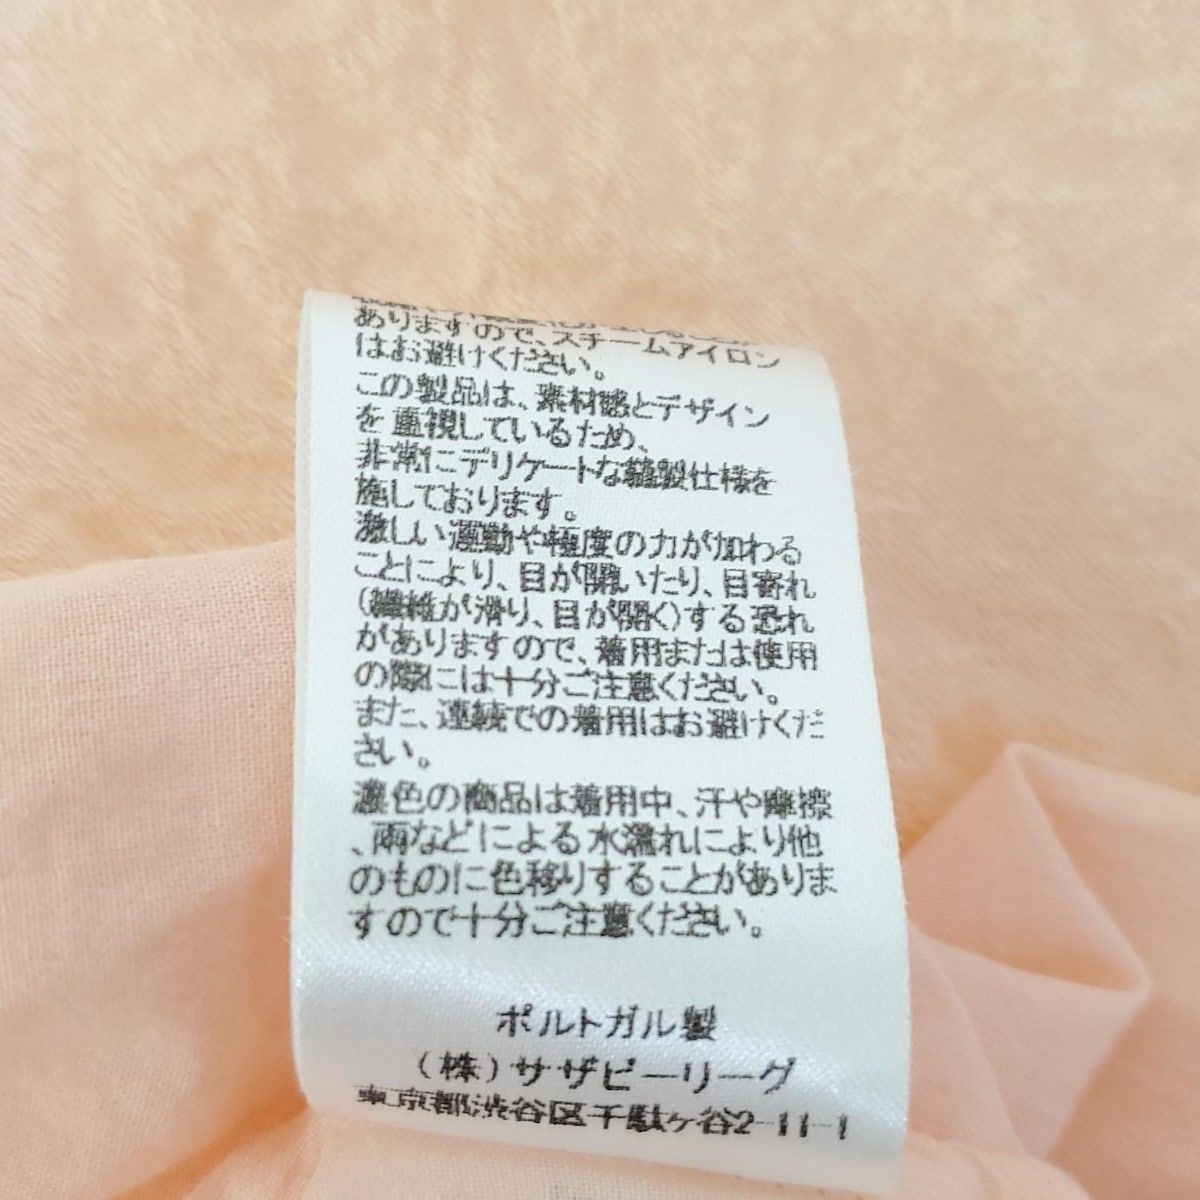 ありますので、スチームアイロン
はお避けください。
この製品は、素材感とデザイン
を重視しているため、
非常にデリケートな縫製仕様を
施しております。
激しい運動や極度の力が加わる
ことにより、目が開いたり、目寄れ
(繊維が滑り、目が開く)する恐れ
がありますので、着用または使用
の際には十分ご注意ください。
また、連続での着用はお避けくだ
さい。
濃色の商品は着用中、汗や摩擦
、雨などによる水濡れにより他
のものに色移りすることがありま
すので十分ご注意ください。
ポルトガル製
(株)サザビーリーグ
東京都渋谷区千駄ヶ谷2-11-1